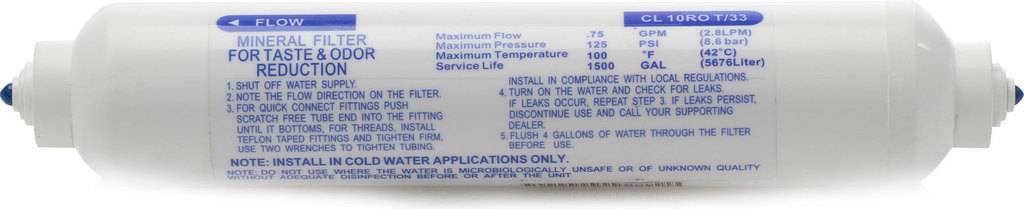 ◄ FLOW
CL 10RO T/33
MINERAL FILTER
FOR TASTE & ODOR
REDUCTION
Maximum Flow .75 GPM (2.8LPM)
Maximum Pressure 125 PSI (8.6 bar)
Maximum Temperature 100 °F (42°C)
Service Life 1500 GAL (5676Liter)
1. SHUT OFF WATER SUPPLY.
2. NOTE THE FLOW DIRECTION ON THE FILTER.
3. FOR QUICK CONNECT FITTINGS PUSH
SCRATCH FREE TUBE END INTO THE FITTING
UNTIL IT BOTTOMS, FOR THREADS, INSTALL
TEFLON TAPED FITTINGS AND TIGHTEN FIRM,
USE TWO WRENCHES TO TIGHTEN TUBING.
INSTALL IN COMPLIANCE WITH LOCAL REGULATIONS.
4. TURN ON THE WATER AND CHECK FOR LEAKS.
IF LEAKS OCCUR, REPEAT STEP 3. IF LEAKS PERSIST,
DISCONTINUE USE AND CALL YOUR SUPPORTING
DEALER.
5. FLUSH 4 GALLONS OF WATER THROUGH THE FILTER
BEFORE USE.
NOTE: INSTALL IN COLD WATER APPLICATIONS ONLY.
NOTE: DO NOT USE WHERE THE WATER IS MICROBIOLOGICALLY UNSAFE OR OF UNKNOWN QUALITY
WITHOUT ADEQUATE DISINFECTION BEFORE OR AFTER THE UNIT